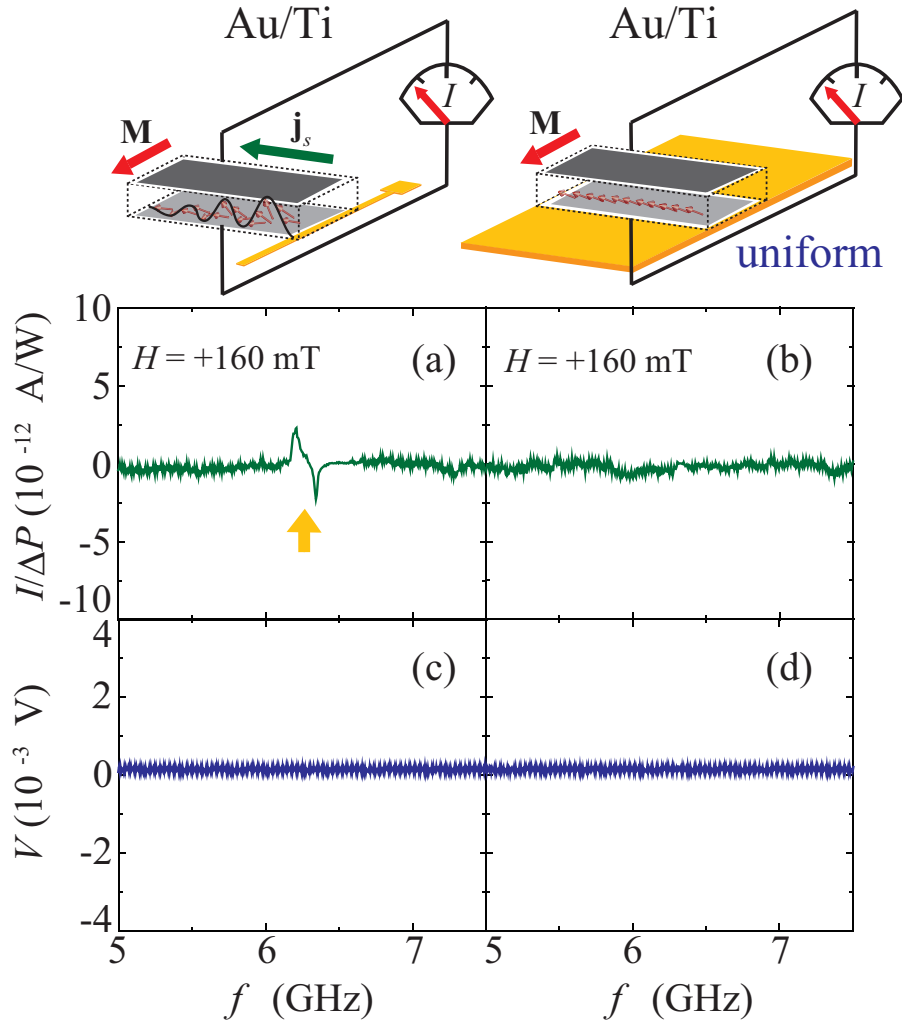 Au/Ti
Au/Ti
I
I
M
j_s
M
uniform
10
5
0
-5
-10
I/ΔP (10⁻¹² A/W)
H = +160 mT
(a)
H = +160 mT
(b)
4
2
0
-2
-4
V (10⁻³ V)
(c)
(d)
5
6
7
5
6
7
f (GHz)
f (GHz)